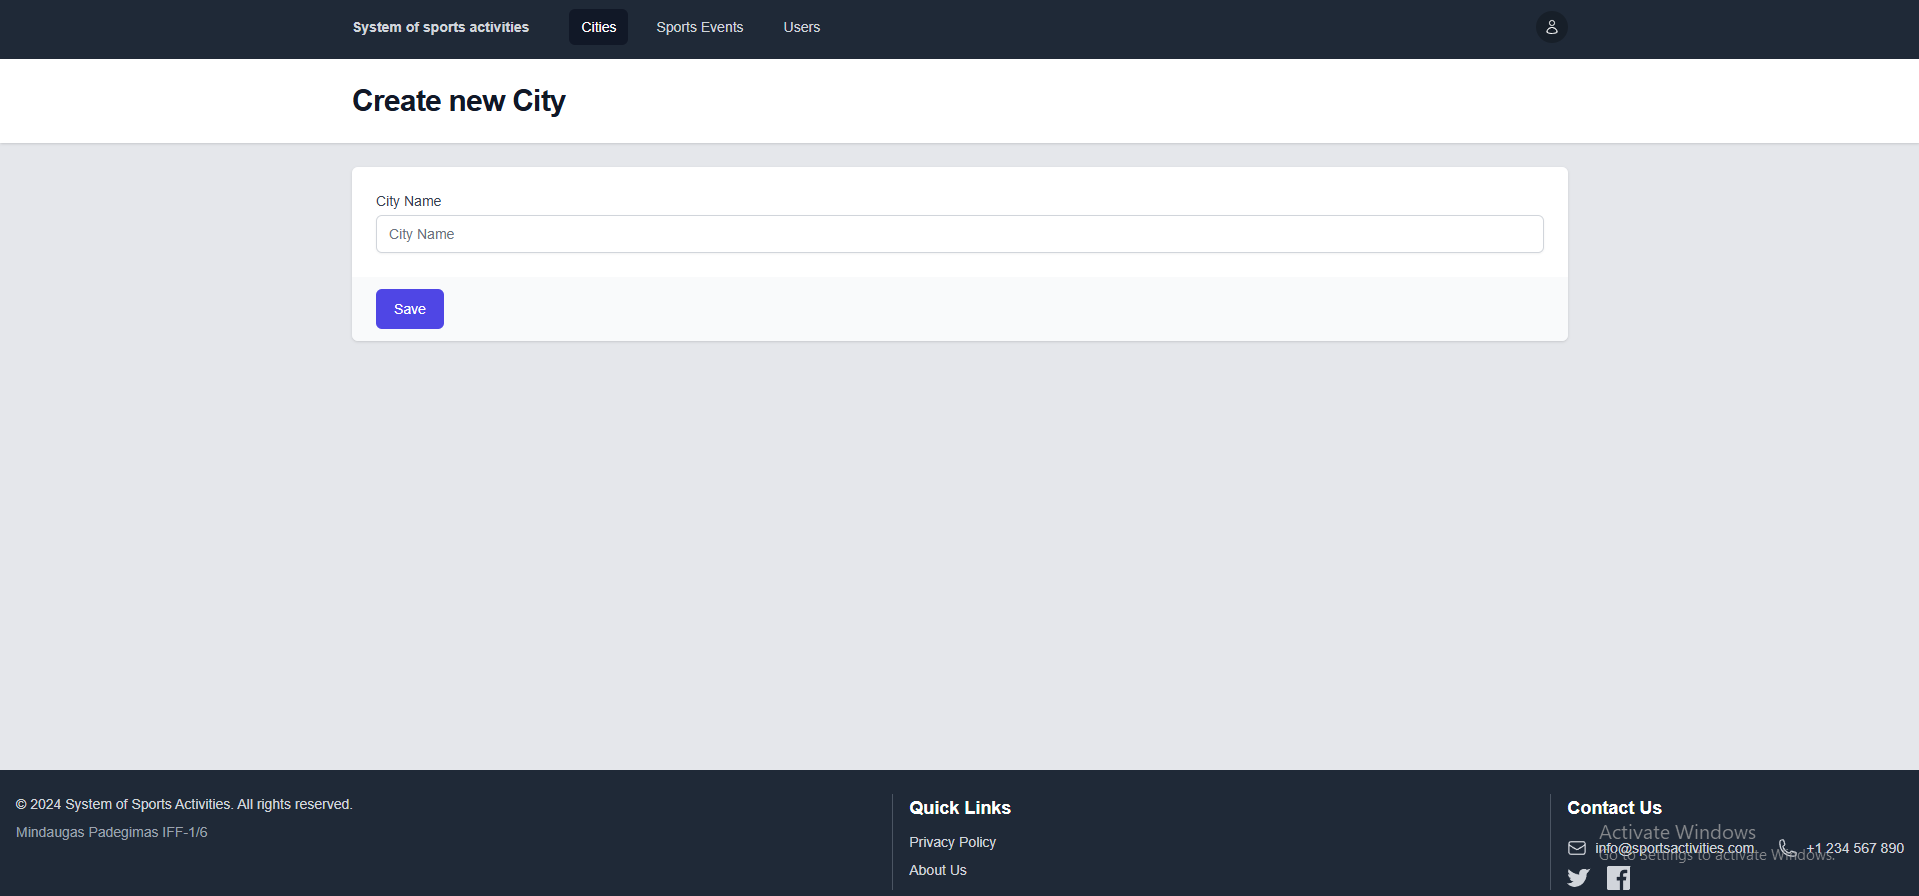 System of sports activities
Cities
Sports Events
Users
Create new City
City Name
City Name
Save
© 2024 System of Sports Activities. All rights reserved.
Mindaugas Padegimas IFF-1/6
Quick Links
Privacy Policy
About Us
Contact Us
info@sportsactivities.com
+1 234 567 890
Activate Windows
Go to Settings to activate Windows.